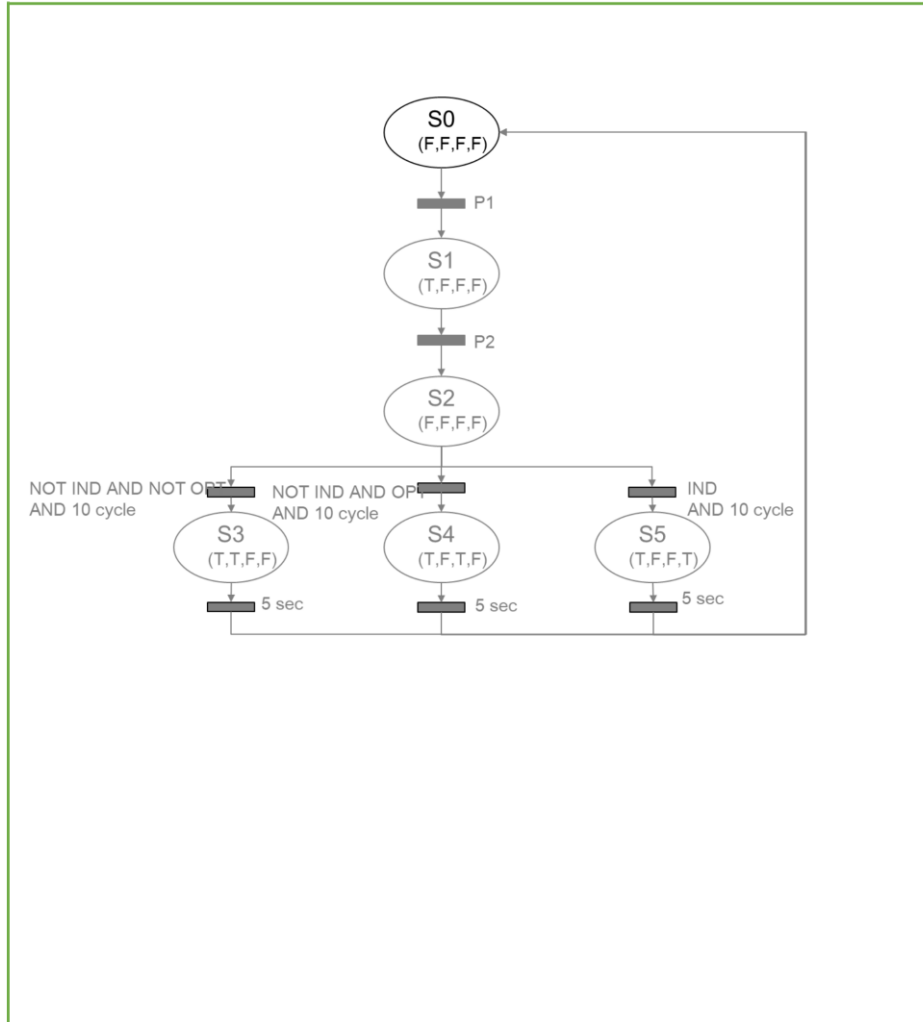 S0
(F,F,F,F)
P1
S1
(T,F,F,F)
P2
S2
(F,F,F,F)
NOT IND AND NOT OPT
AND 10 cycle
NOT IND AND OPT
AND 10 cycle
IND
AND 10 cycle
S3
(T,T,F,F)
S4
(T,F,T,F)
S5
(T,F,F,T)
5 sec
5 sec
5 sec